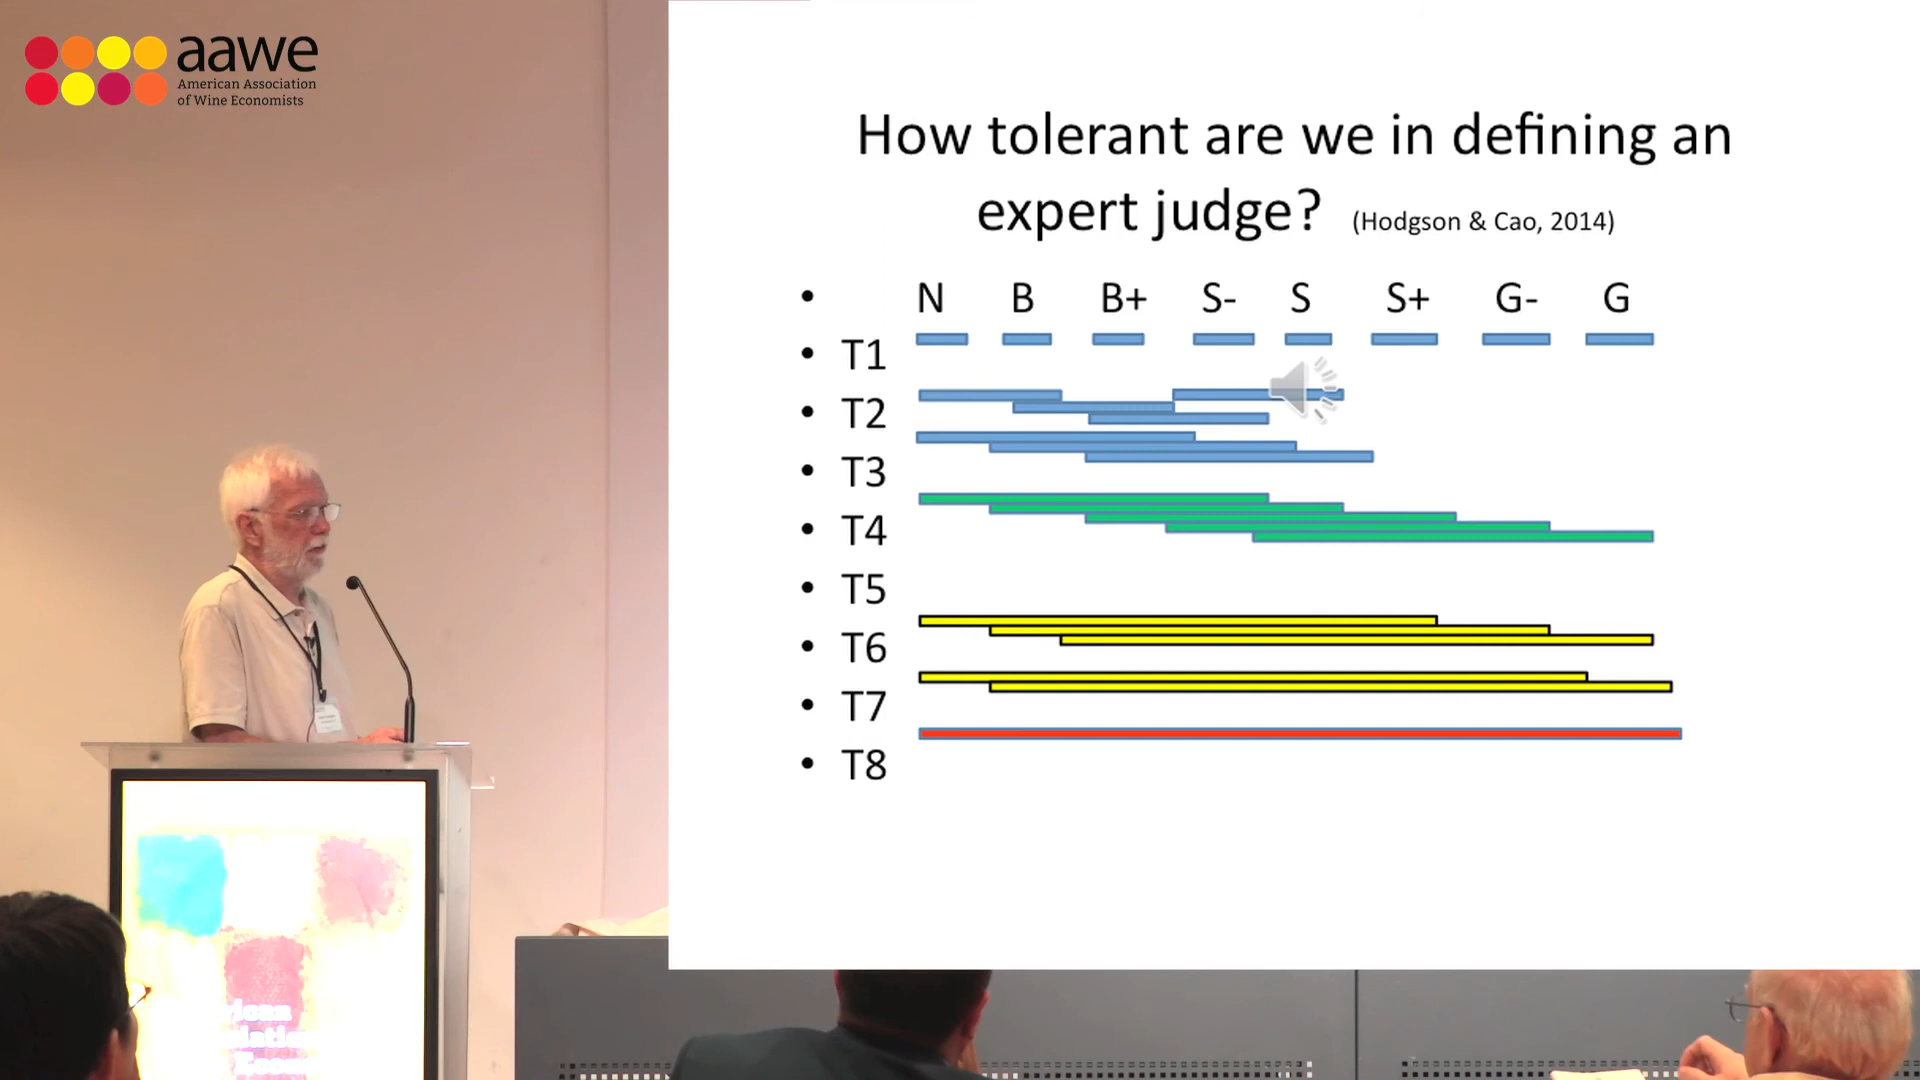 aawe
American Association
of Wine Economists
How tolerant are we in defining an
expert judge? (Hodgson & Cao, 2014)
N B B+ S- S S+ G- G
T1
T2
T3
T4
T5
T6
T7
T8